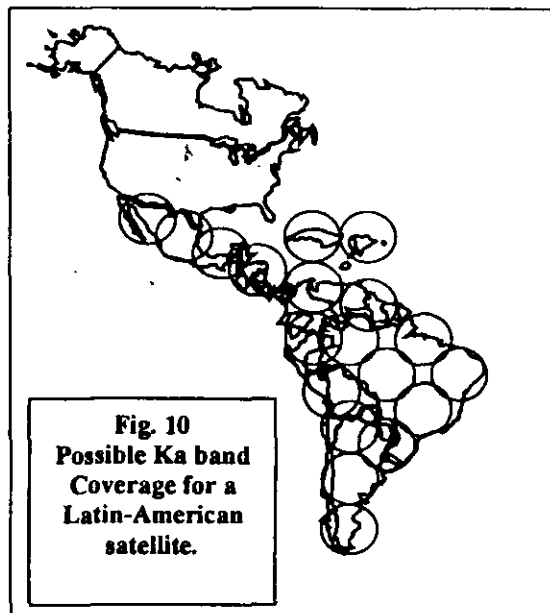 Fig. 10
Possible Ka band
Coverage for a
Latin-American
satellite.